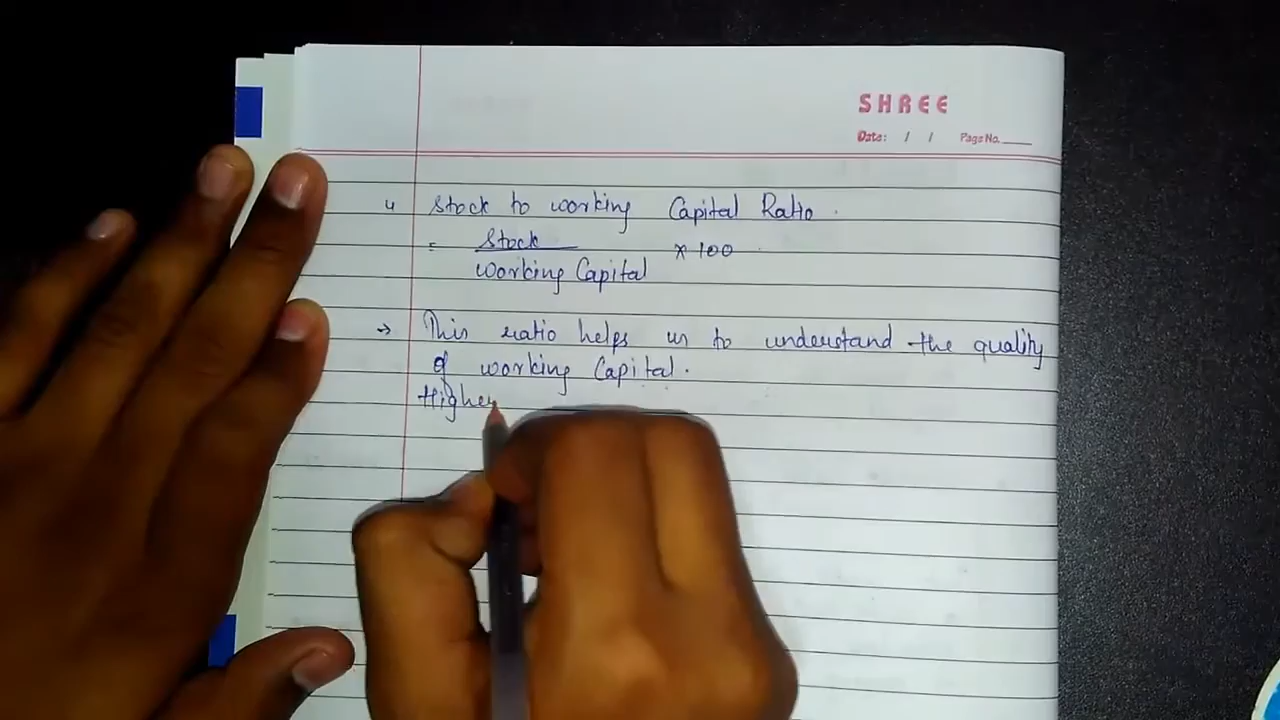 SHREE
Date: / / Page No.
4 Stock to working Capital Ratio.
= Stock × 100
Working Capital
→ This ratio helps us to understand the quality
of working Capital.
Higher